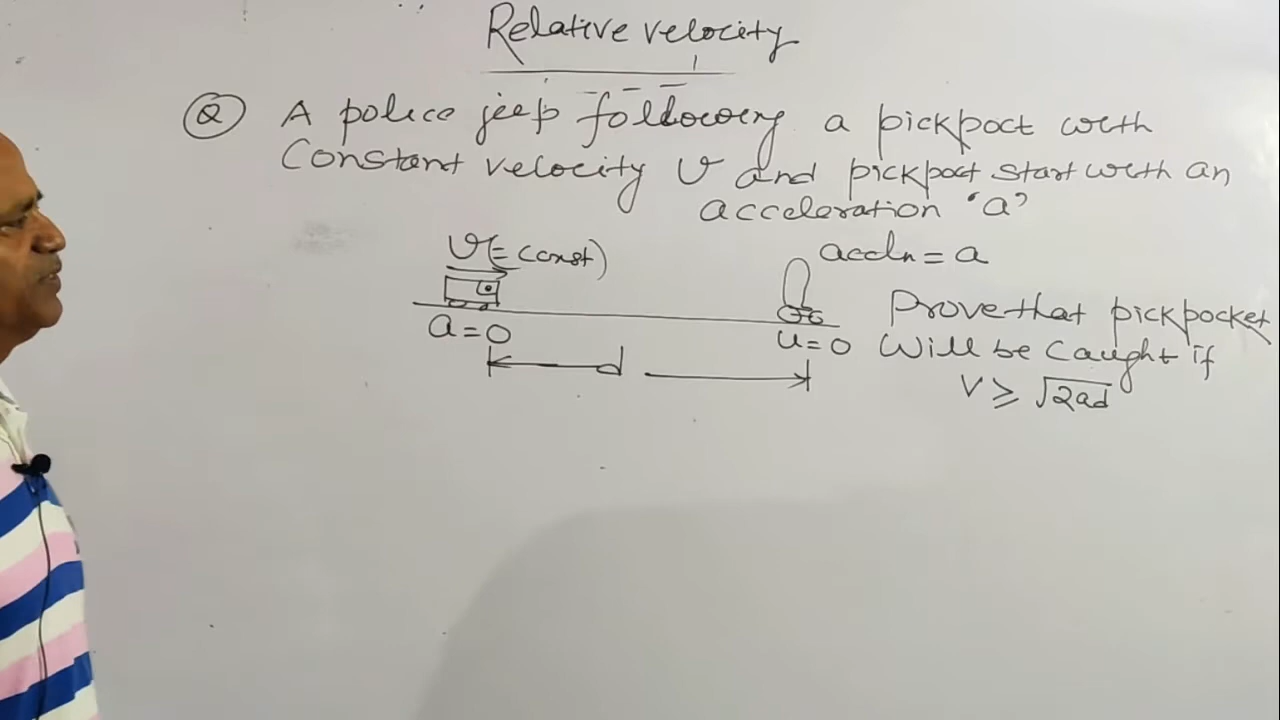 Relative velocity
Q A police jeep following a pickpoct with
Constant velocity v and pickpoct start with an
acceleration 'a'
v(=const)
accln = a
a=0
u=0
d
Prove that pickpocket
Will be Caught if
v ≥ √2ad